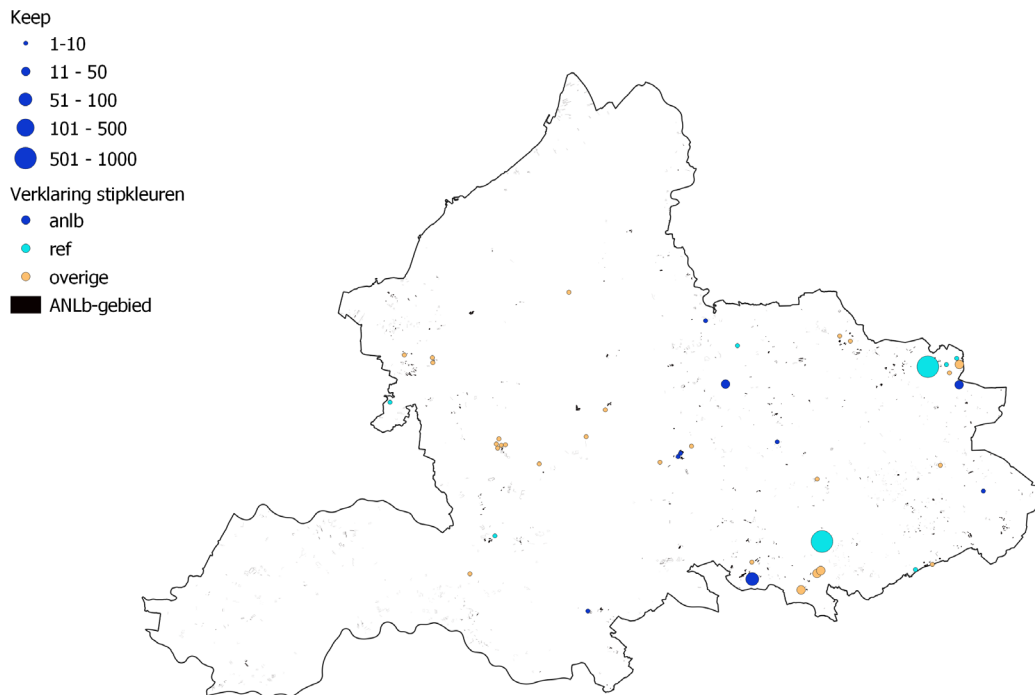 Keep
1-10
11 - 50
51 - 100
101 - 500
501 - 1000
Verklaring stipkleuren
anlb
ref
overige
ANLb-gebied